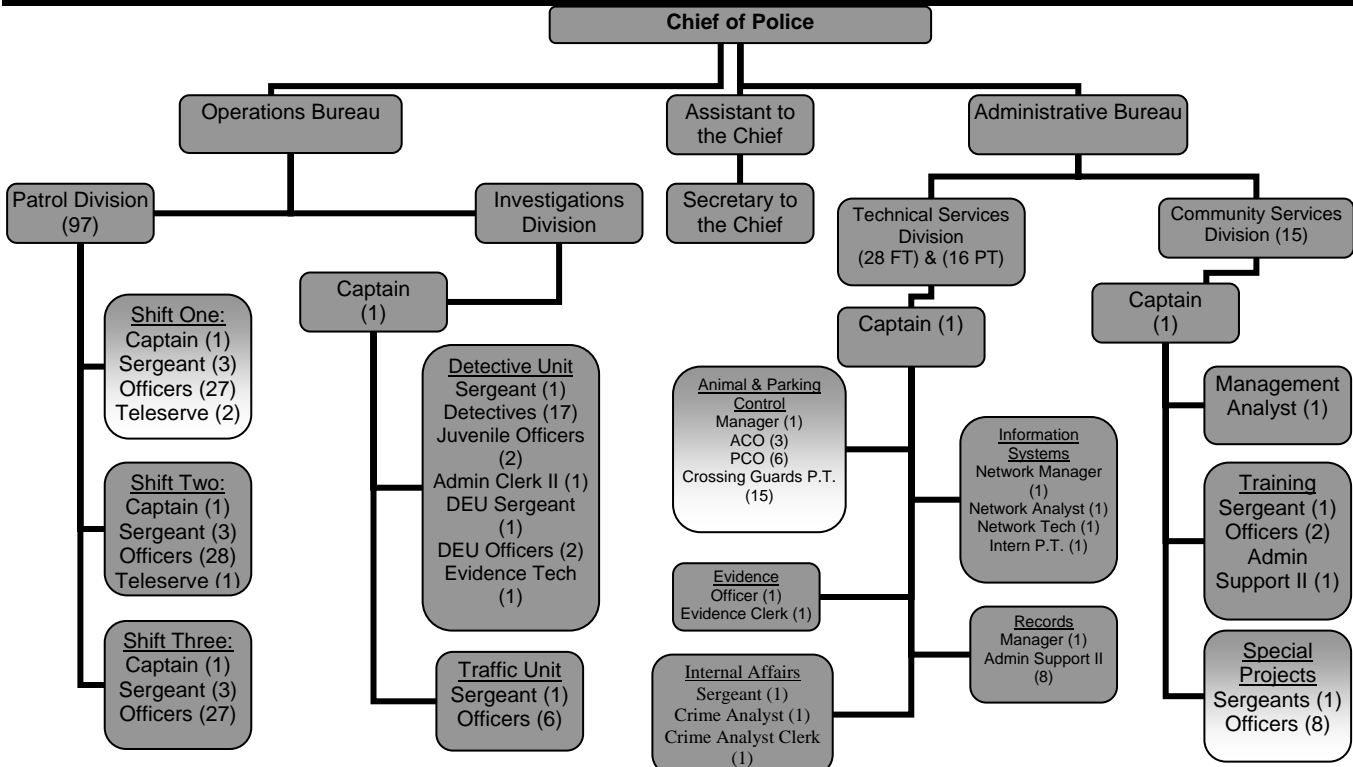 Chief of Police
Operations Bureau
Assistant to
the Chief
Administrative Bureau
Patrol Division
(97)
Investigations
Division
Secretary to
the Chief
Technical Services
Division
(28 FT) & (16 PT)
Community Services
Division (15)
Shift One:
Captain (1)
Sergeant (3)
Officers (27)
Teleserve (2)
Shift Two:
Captain (1)
Sergeant (3)
Officers (28)
Teleserve (1)
Shift Three:
Captain (1)
Sergeant (3)
Officers (27)
Captain
(1)
Detective Unit
Sergeant (1)
Detectives (17)
Juvenile Officers
(2)
Admin Clerk II (1)
DEU Sergeant
(1)
DEU Officers (2)
Evidence Tech
(1)
Traffic Unit
Sergeant (1)
Officers (6)
Captain (1)
Animal & Parking
Control
Manager (1)
ACO (3)
PCO (6)
Crossing Guards P.T.
(15)
Information
Systems
Network Manager
(1)
Network Analyst (1)
Network Tech (1)
Intern P.T. (1)
Evidence
Officer (1)
Evidence Clerk (1)
Records
Manager (1)
Admin Support II
(8)
Internal Affairs
Sergeant (1)
Crime Analyst (1)
Crime Analyst Clerk
(1)
Captain
(1)
Management
Analyst (1)
Training
Sergeant (1)
Officers (2)
Admin
Support II (1)
Special
Projects
Sergeants (1)
Officers (8)